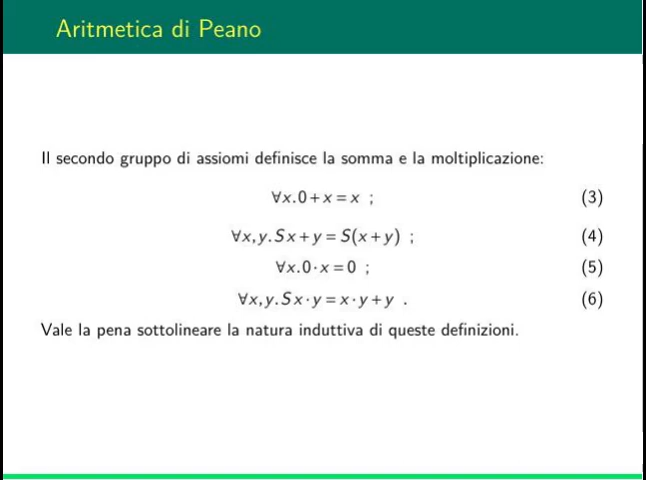 Aritmetica di Peano
Il secondo gruppo di assiomi definisce la somma e la moltiplicazione:
∀x.0+x=x ; (3)
∀x,y.Sx+y=S(x+y) ; (4)
∀x.0·x=0 ; (5)
∀x,y.Sx·y=x·y+y . (6)
Vale la pena sottolineare la natura induttiva di queste definizioni.